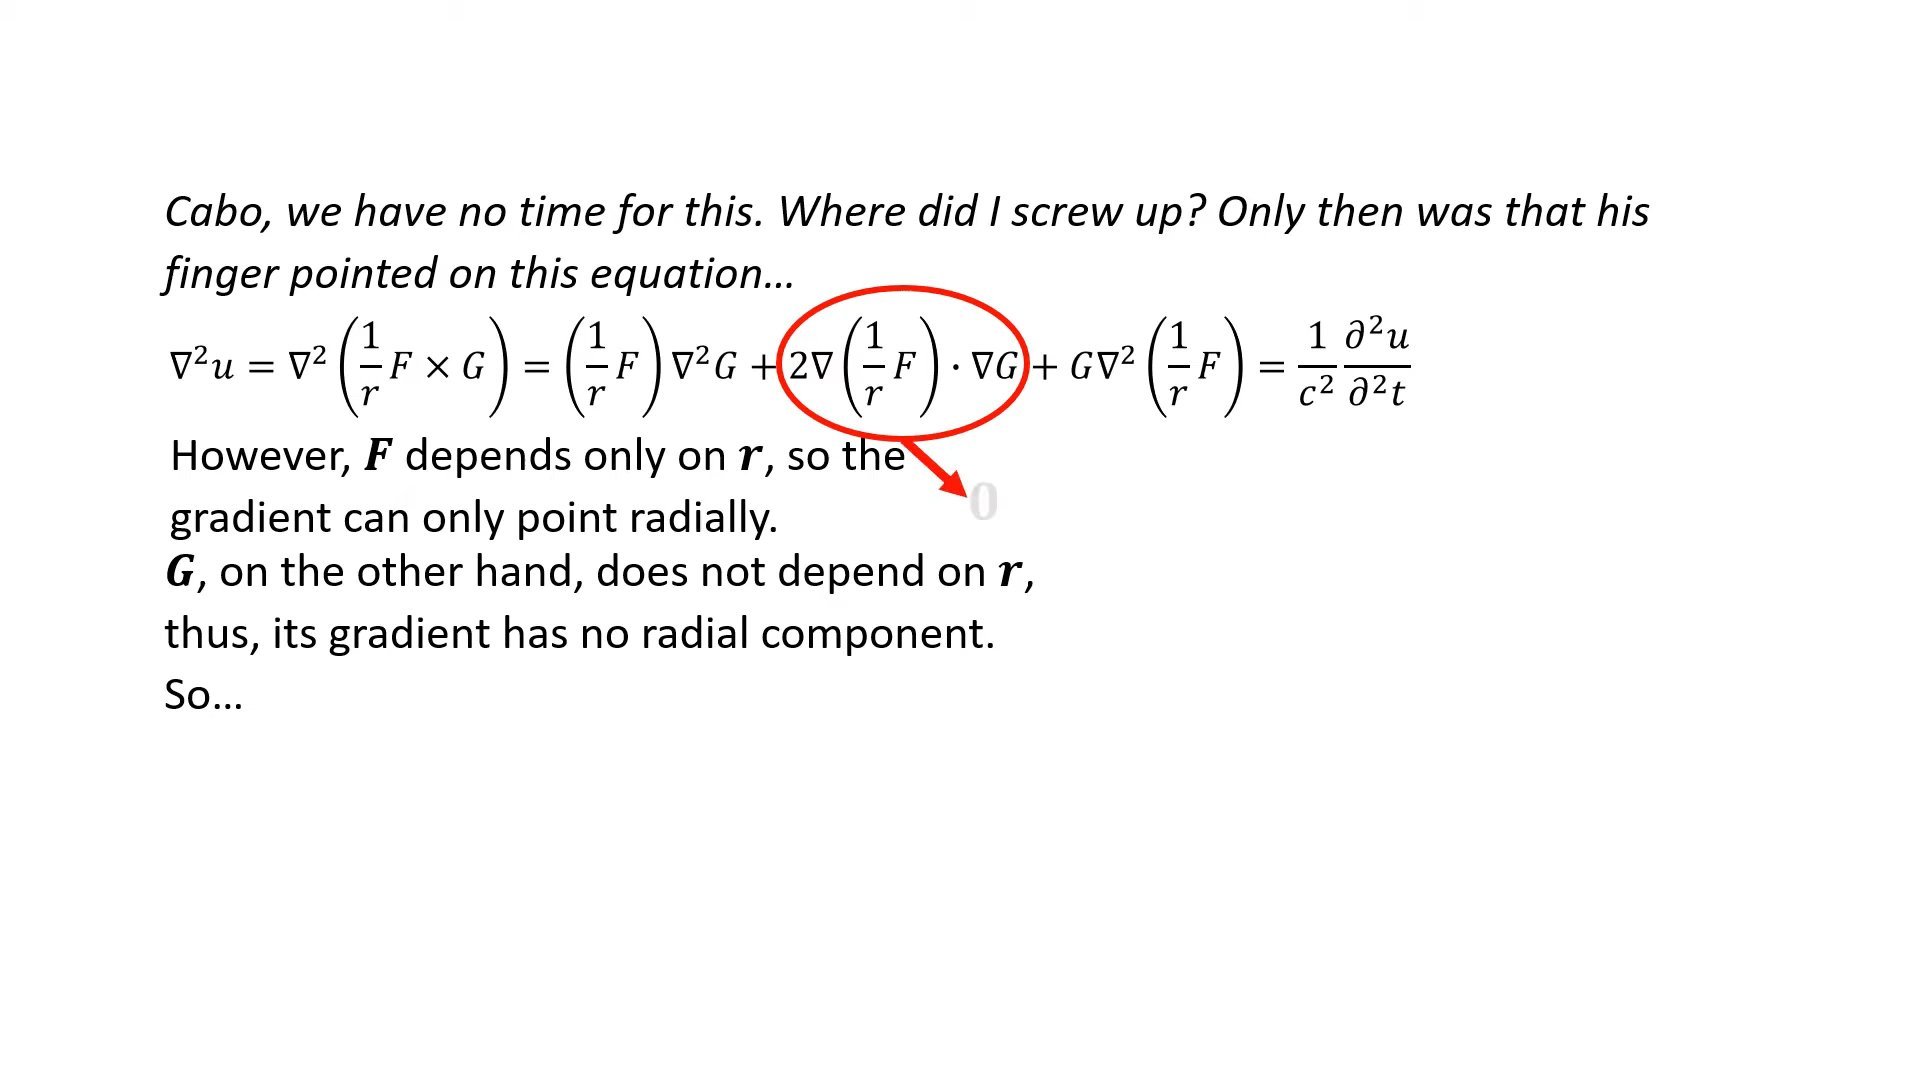 Cabo, we have no time for this. Where did I screw up? Only then was that his
finger pointed on this equation…
∇²u = ∇²(1/r F × G) = (1/r F)∇²G + 2∇(1/r F) · ∇G + G∇²(1/r F) = 1/c² ∂²u/∂²t
However, F depends only on r, so the
0
gradient can only point radially.
G, on the other hand, does not depend on r,
thus, its gradient has no radial component.
So…